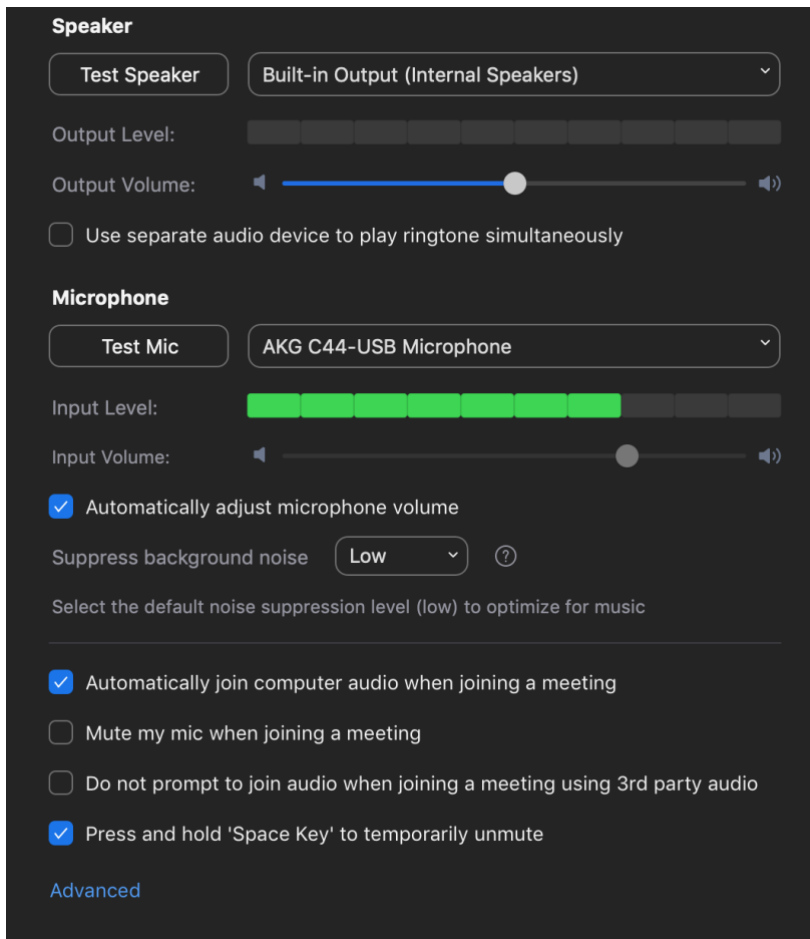 Speaker
Test Speaker
Built-in Output (Internal Speakers)
Output Level:
Output Volume:
Use separate audio device to play ringtone simultaneously
Microphone
Test Mic
AKG C44-USB Microphone
Input Level:
Input Volume:
Automatically adjust microphone volume
Suppress background noise
Low
?
Select the default noise suppression level (low) to optimize for music
Automatically join computer audio when joining a meeting
Mute my mic when joining a meeting
Do not prompt to join audio when joining a meeting using 3rd party audio
Press and hold 'Space Key' to temporarily unmute
Advanced